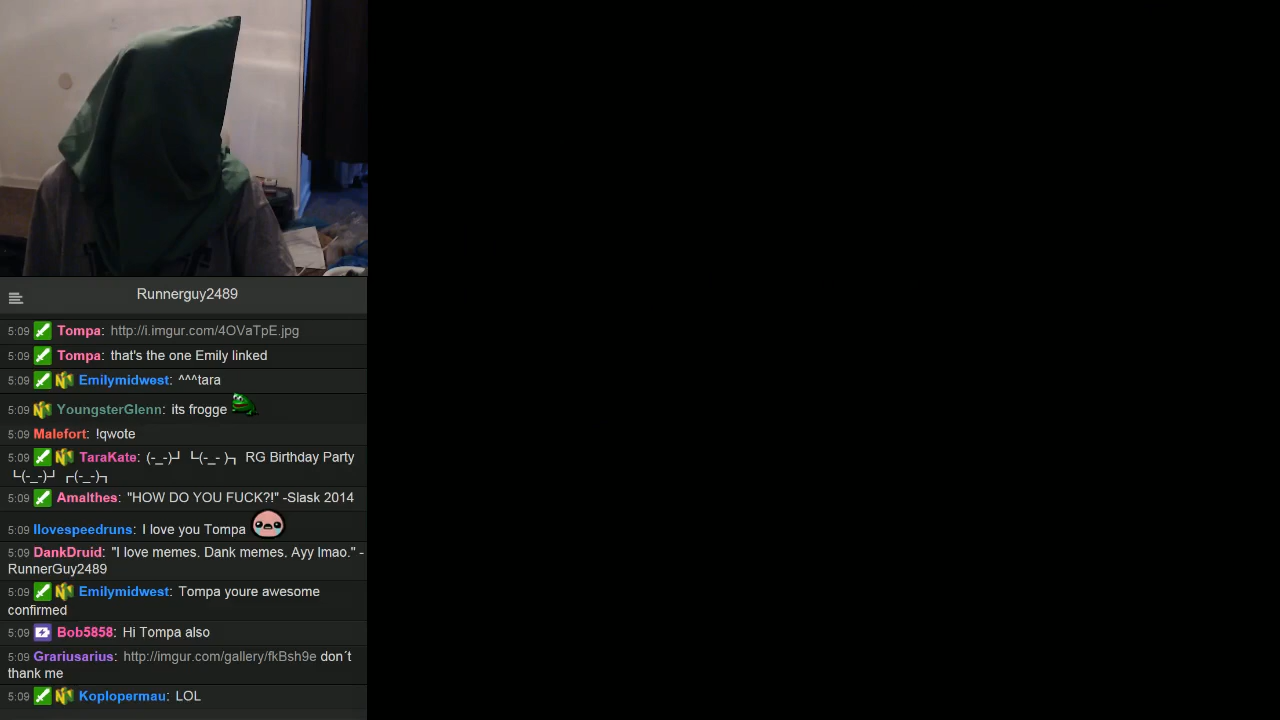 Runnerguy2489
5:09 Tompa: http://i.imgur.com/4OVaTpE.jpg
5:09 Tompa: that's the one Emily linked
5:09 Emilymidwest: ^^^tara
5:09 YoungsterGlenn: its frogge
5:09 Malefort: !qwote
5:09 TaraKate: (-_-)┘ └(-_- )┐ RG Birthday Party
└(-_-)┘ ┌(-_-)┐
5:09 Amalthes: "HOW DO YOU FUCK?!" -Slask 2014
5:09 Ilovespeedruns: I love you Tompa
5:09 DankDruid: "I love memes. Dank memes. Ayy lmao." -
RunnerGuy2489
5:09 Emilymidwest: Tompa youre awesome
confirmed
5:09 Bob5858: Hi Tompa also
5:09 Grariusarius: http://imgur.com/gallery/fkBsh9e don´t
thank me
5:09 Koplopermau: LOL